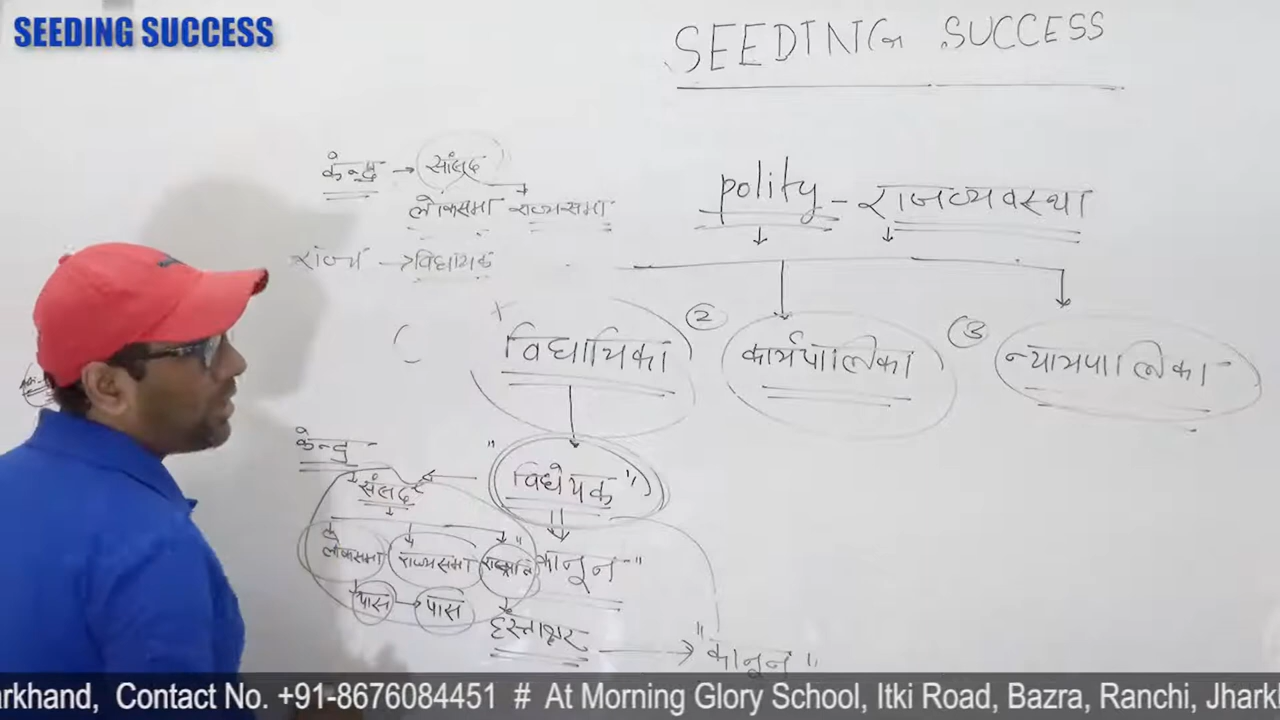 SEEDING SUCCESS
SEEDING SUCCESS
केन्द्र → सांसद
लोकसभा राज्यसभा
राज्य → विधायक
polity - राजव्यवस्था
विधायिका ② कार्यपालिका ③ न्यायपालिका
केन्द्र
" विधेयक ")
संसद
लोकसभा राज्यसभा
कानून "
पास → पास
हस्ताक्षर → "कानून"
arkhand, Contact No. +91-8676084451 # At Morning Glory School, Itki Road, Bazra, Ranchi, Jhark